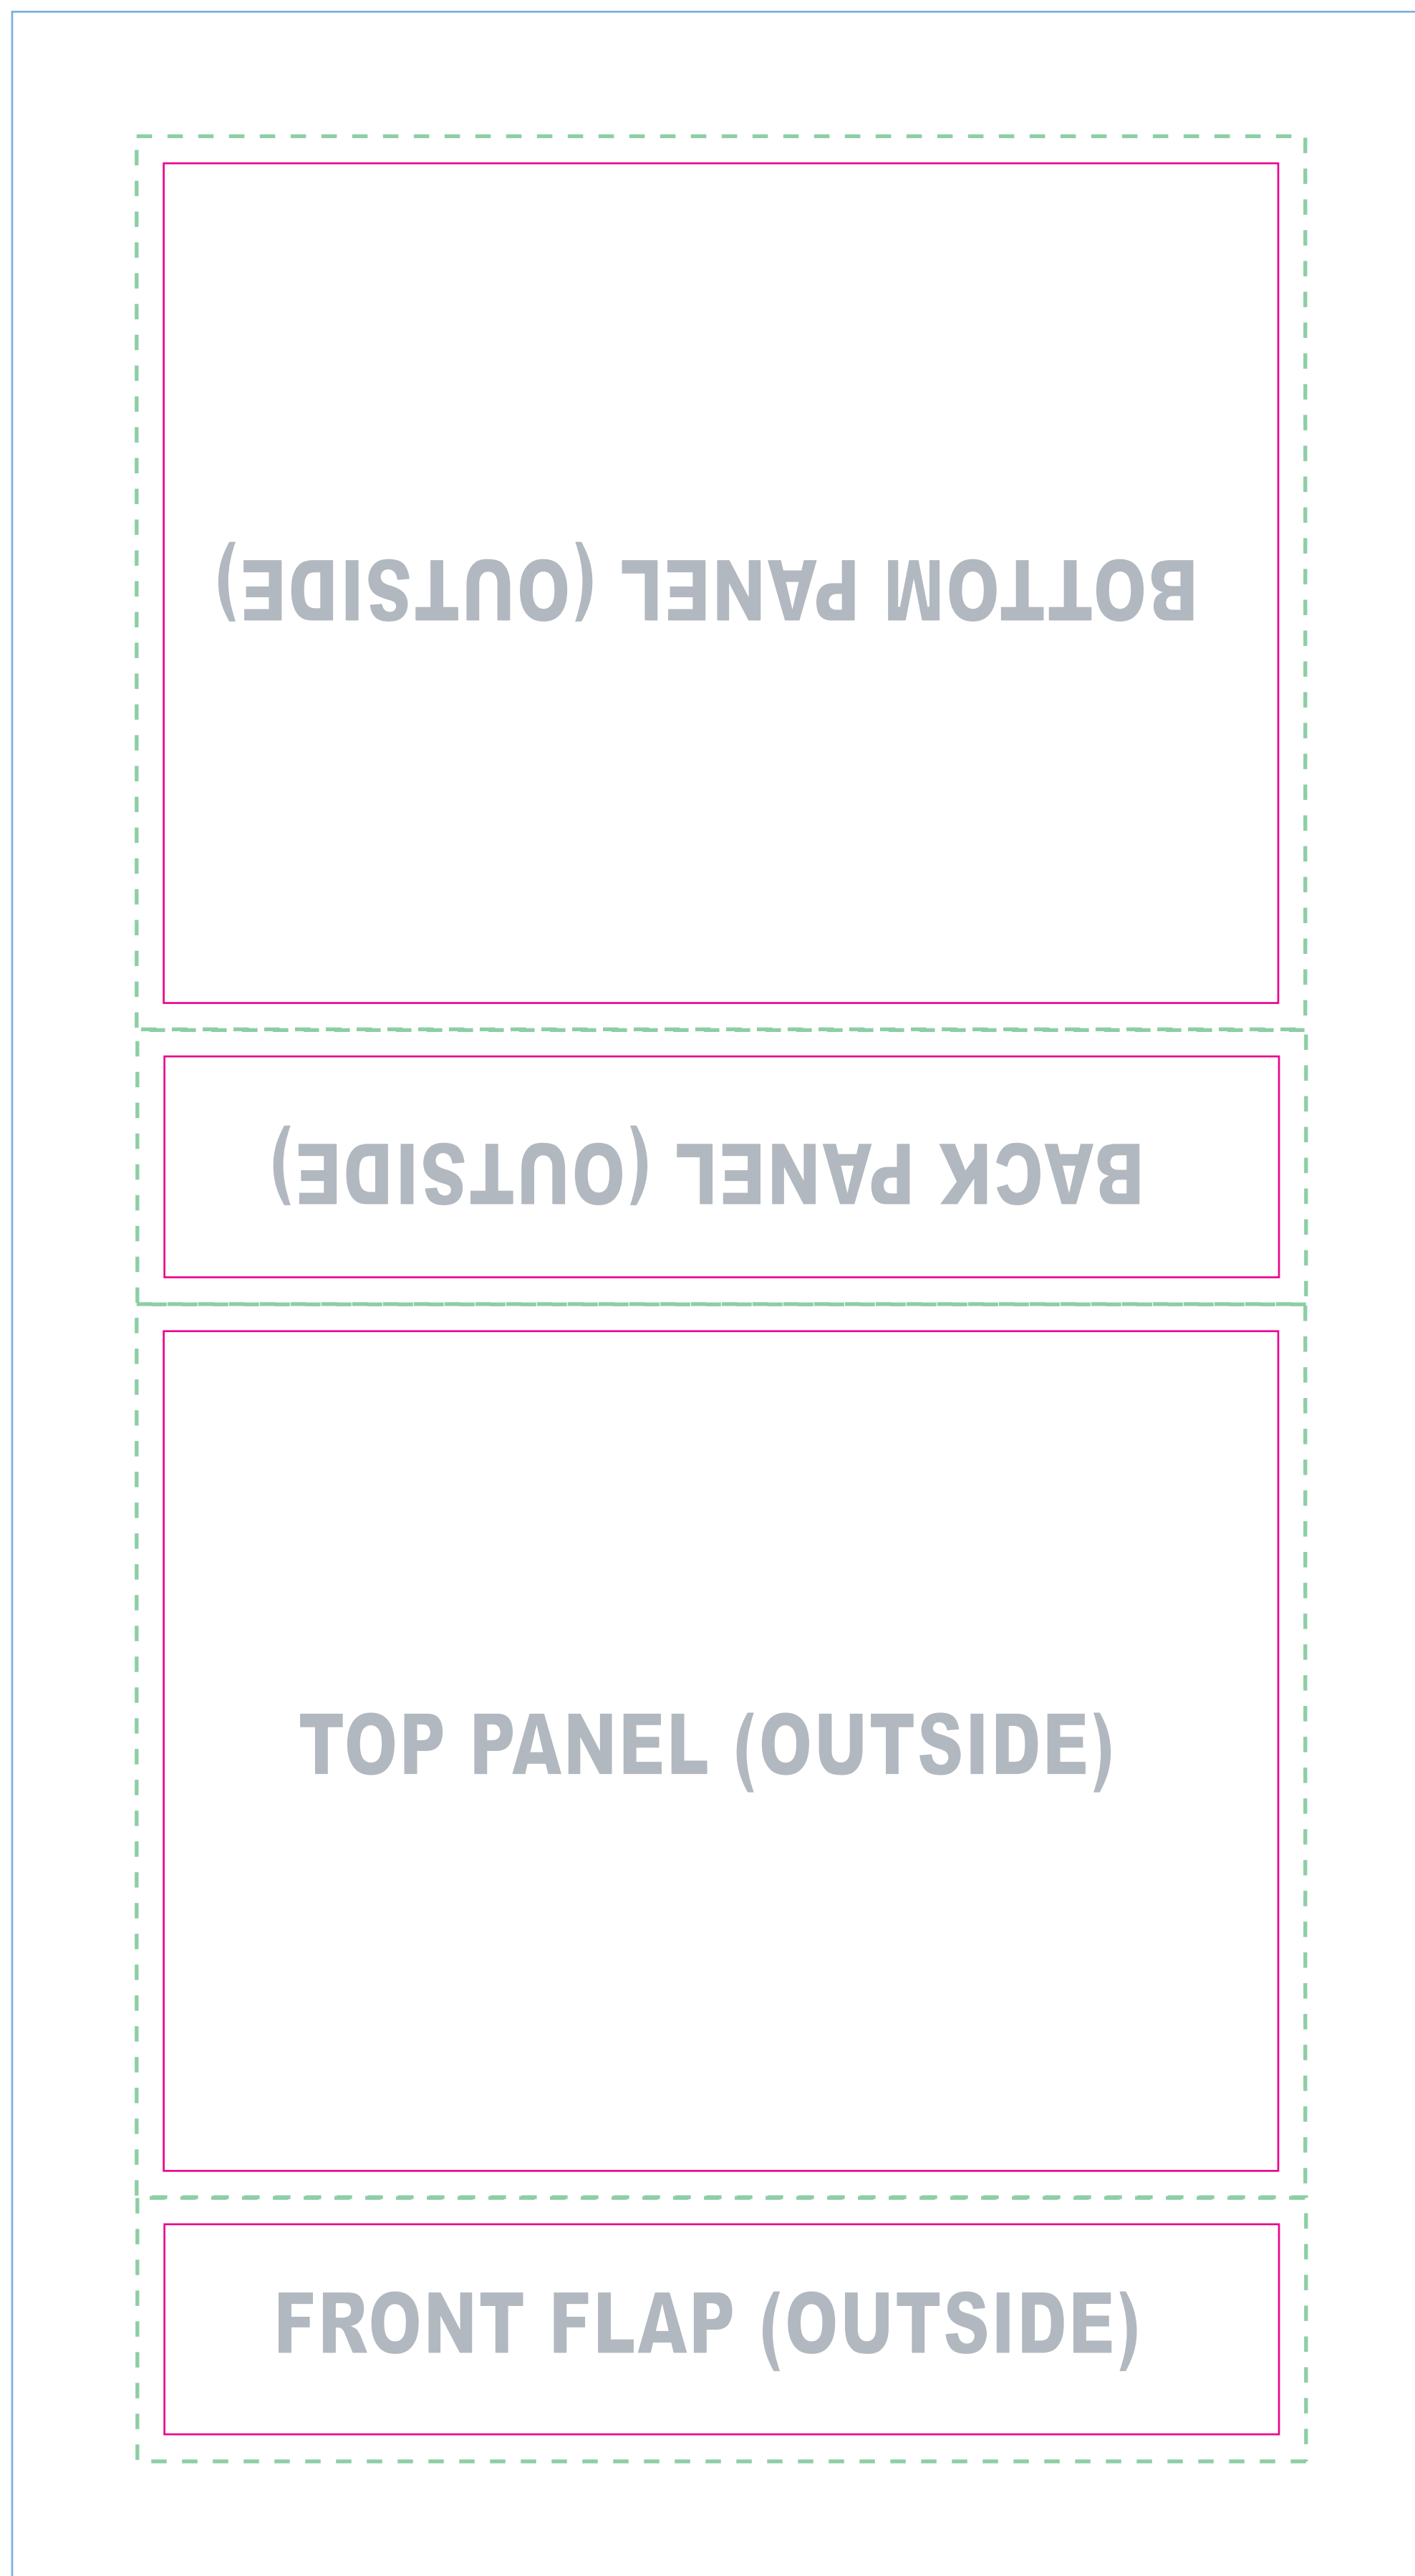 BOTTOM PANEL (OUTSIDE)
BACK PANEL (OUTSIDE)
TOP PANEL (OUTSIDE)
FRONT FLAP (OUTSIDE)